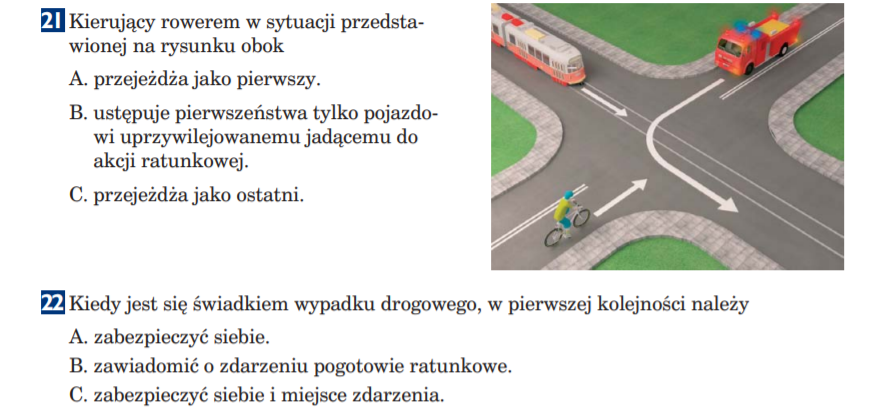 21 Kierujący rowerem w sytuacji przedsta-
wionej na rysunku obok
A. przejeżdża jako pierwszy.
B. ustępuje pierwszeństwa tylko pojazdo-
wi uprzywilejowanemu jadącemu do
akcji ratunkowej.
C. przejeżdża jako ostatni.
22 Kiedy jest się świadkiem wypadku drogowego, w pierwszej kolejności należy
A. zabezpieczyć siebie.
B. zawiadomić o zdarzeniu pogotowie ratunkowe.
C. zabezpieczyć siebie i miejsce zdarzenia.